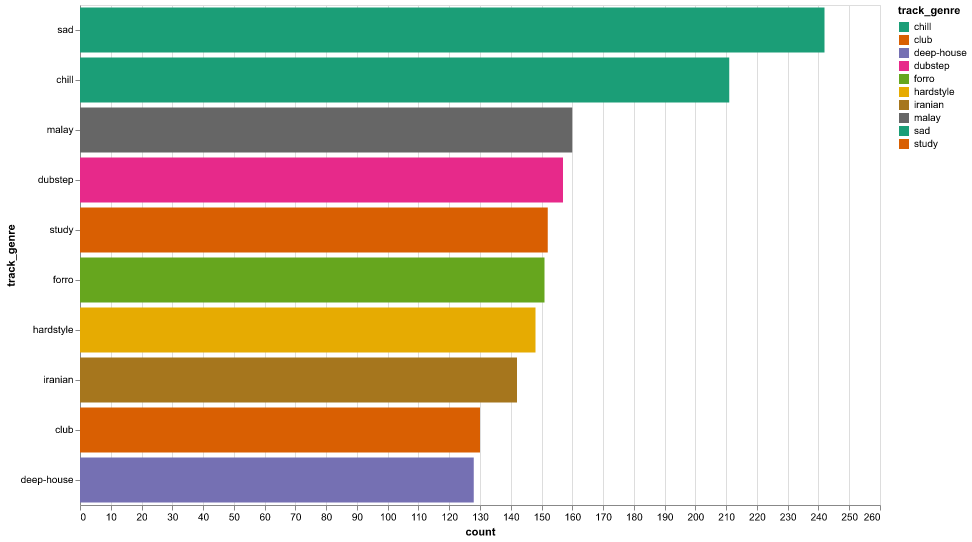 track_genre
chill
club
deep-house
dubstep
forro
hardstyle
iranian
malay
sad
study
track_genre
sad
chill
malay
dubstep
study
forro
hardstyle
iranian
club
deep-house
0 10 20 30 40 50 60 70 80 90 100 110 120 130 140 150 160 170 180 190 200 210 220 230 240 250 260
count